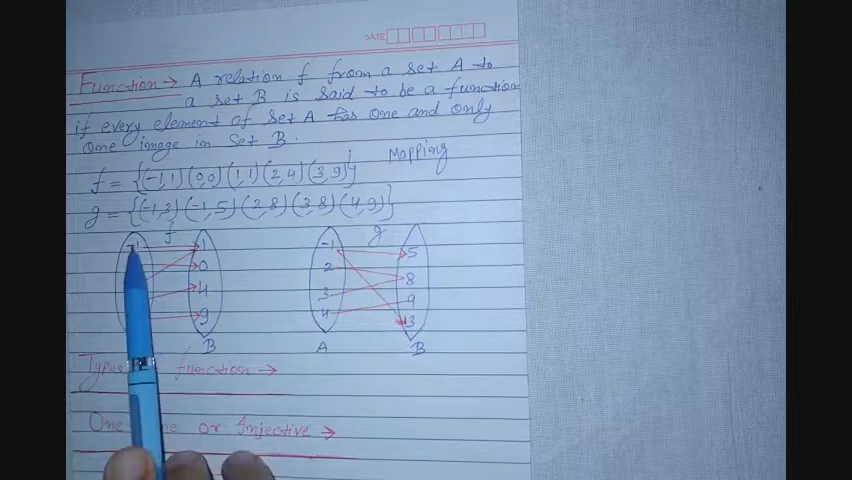 DATE
Function → A relation f from a set A to
a set B is said to be a function
if every element of set A has one and only
one image in set B.
Mapping
f = {(-1,1)(0,0)(1,1)(2,4)(3,9)}
g = {(-1,3)(-1,5)(2,8)(3,8)(4,9)}
f g
-1 1 -1 5
0 2 8
4 3 9
9 4 3
B A B
Types function →
One or Injective →